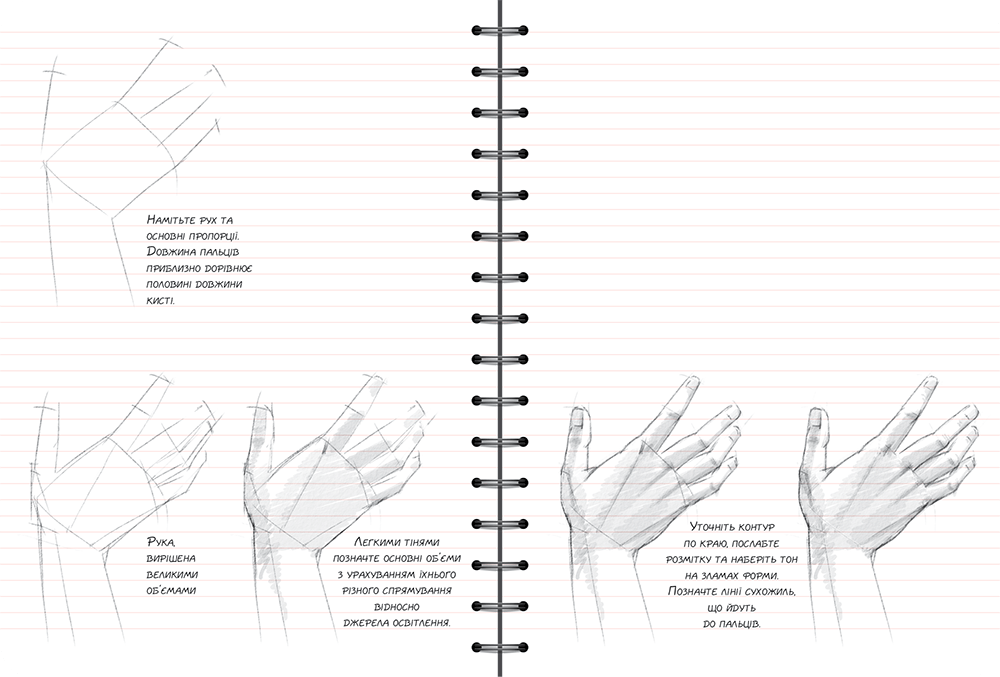 Намітьте рух та
основні пропорції.
Довжина пальців
приблизно дорівнює
половині довжини
кисті.
Рука,
вирішена
великими
об'ємами
Легкими тінями
позначте основні об'єми
з урахуванням їхнього
різного спрямування
відносно
джерела освітлення.
Уточніть контур
по краю, послабте
розмітку та наберіть тон
на зламах форми.
Позначте лінії сухожиль,
що йдуть
до пальців.